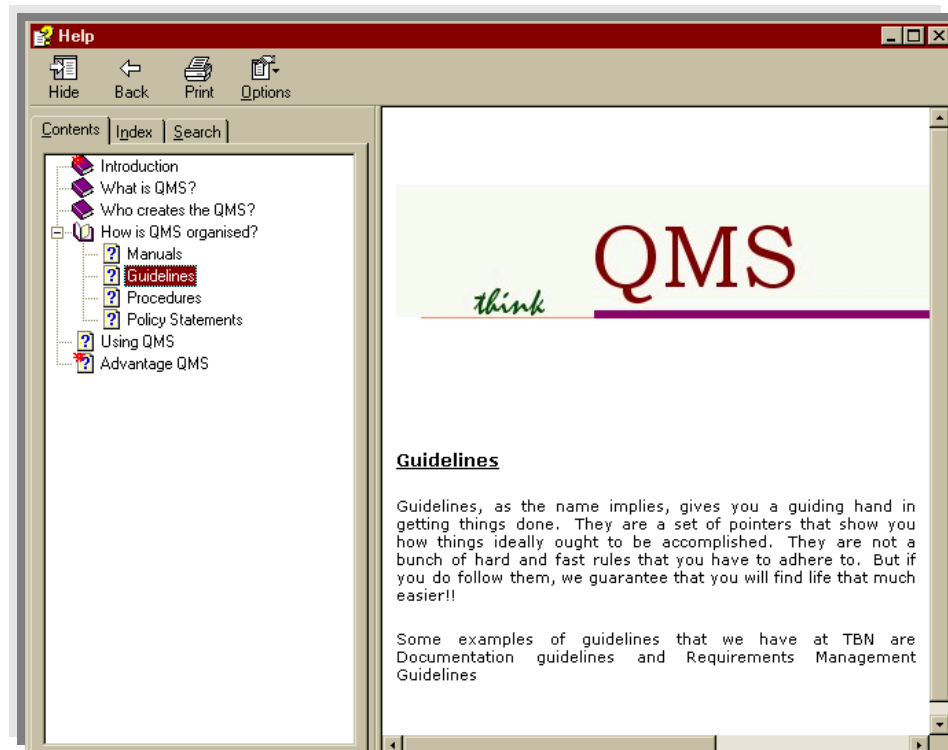 Help
Hide Back Print Options
Contents Index Search
Introduction
What is QMS?
Who creates the QMS?
How is QMS organised?
Manuals
Guidelines
Procedures
Policy Statements
Using QMS
Advantage QMS
think QMS
Guidelines
Guidelines, as the name implies, gives you a guiding hand in
getting things done. They are a set of pointers that show you
how things ideally ought to be accomplished. They are not a
bunch of hard and fast rules that you have to adhere to. But if
you do follow them, we guarantee that you will find life that much
easier!!
Some examples of guidelines that we have at TBN are
Documentation guidelines and Requirements Management
Guidelines